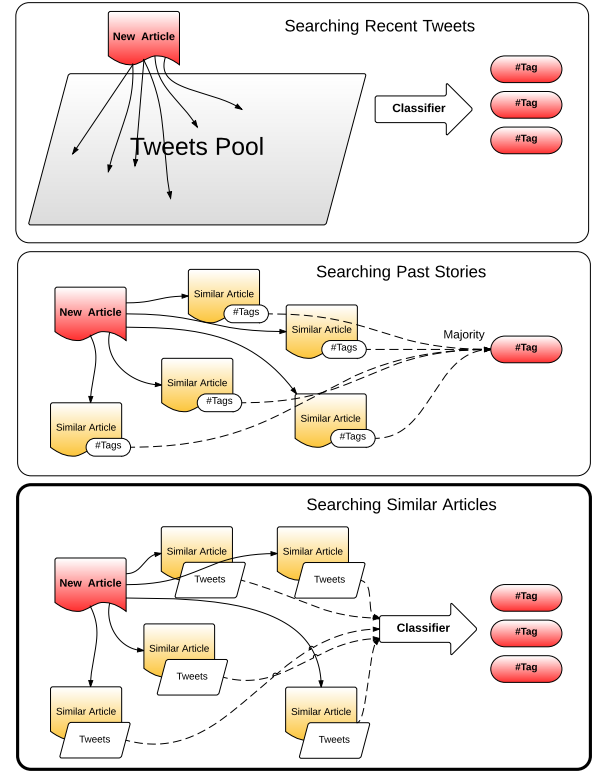 Searching Recent Tweets
New Article
Tweets Pool
Classifier
#Tag
#Tag
#Tag
Searching Past Stories
New Article
Similar Article
#Tags
Similar Article
#Tags
Majority
#Tag
Similar Article
#Tags
Similar Article
#Tags
Similar Article
#Tags
Searching Similar Articles
New Article
Similar Article
Tweets
Similar Article
Tweets
Classifier
#Tag
#Tag
#Tag
Similar Article
Tweets
Similar Article
Tweets
Similar Article
Tweets